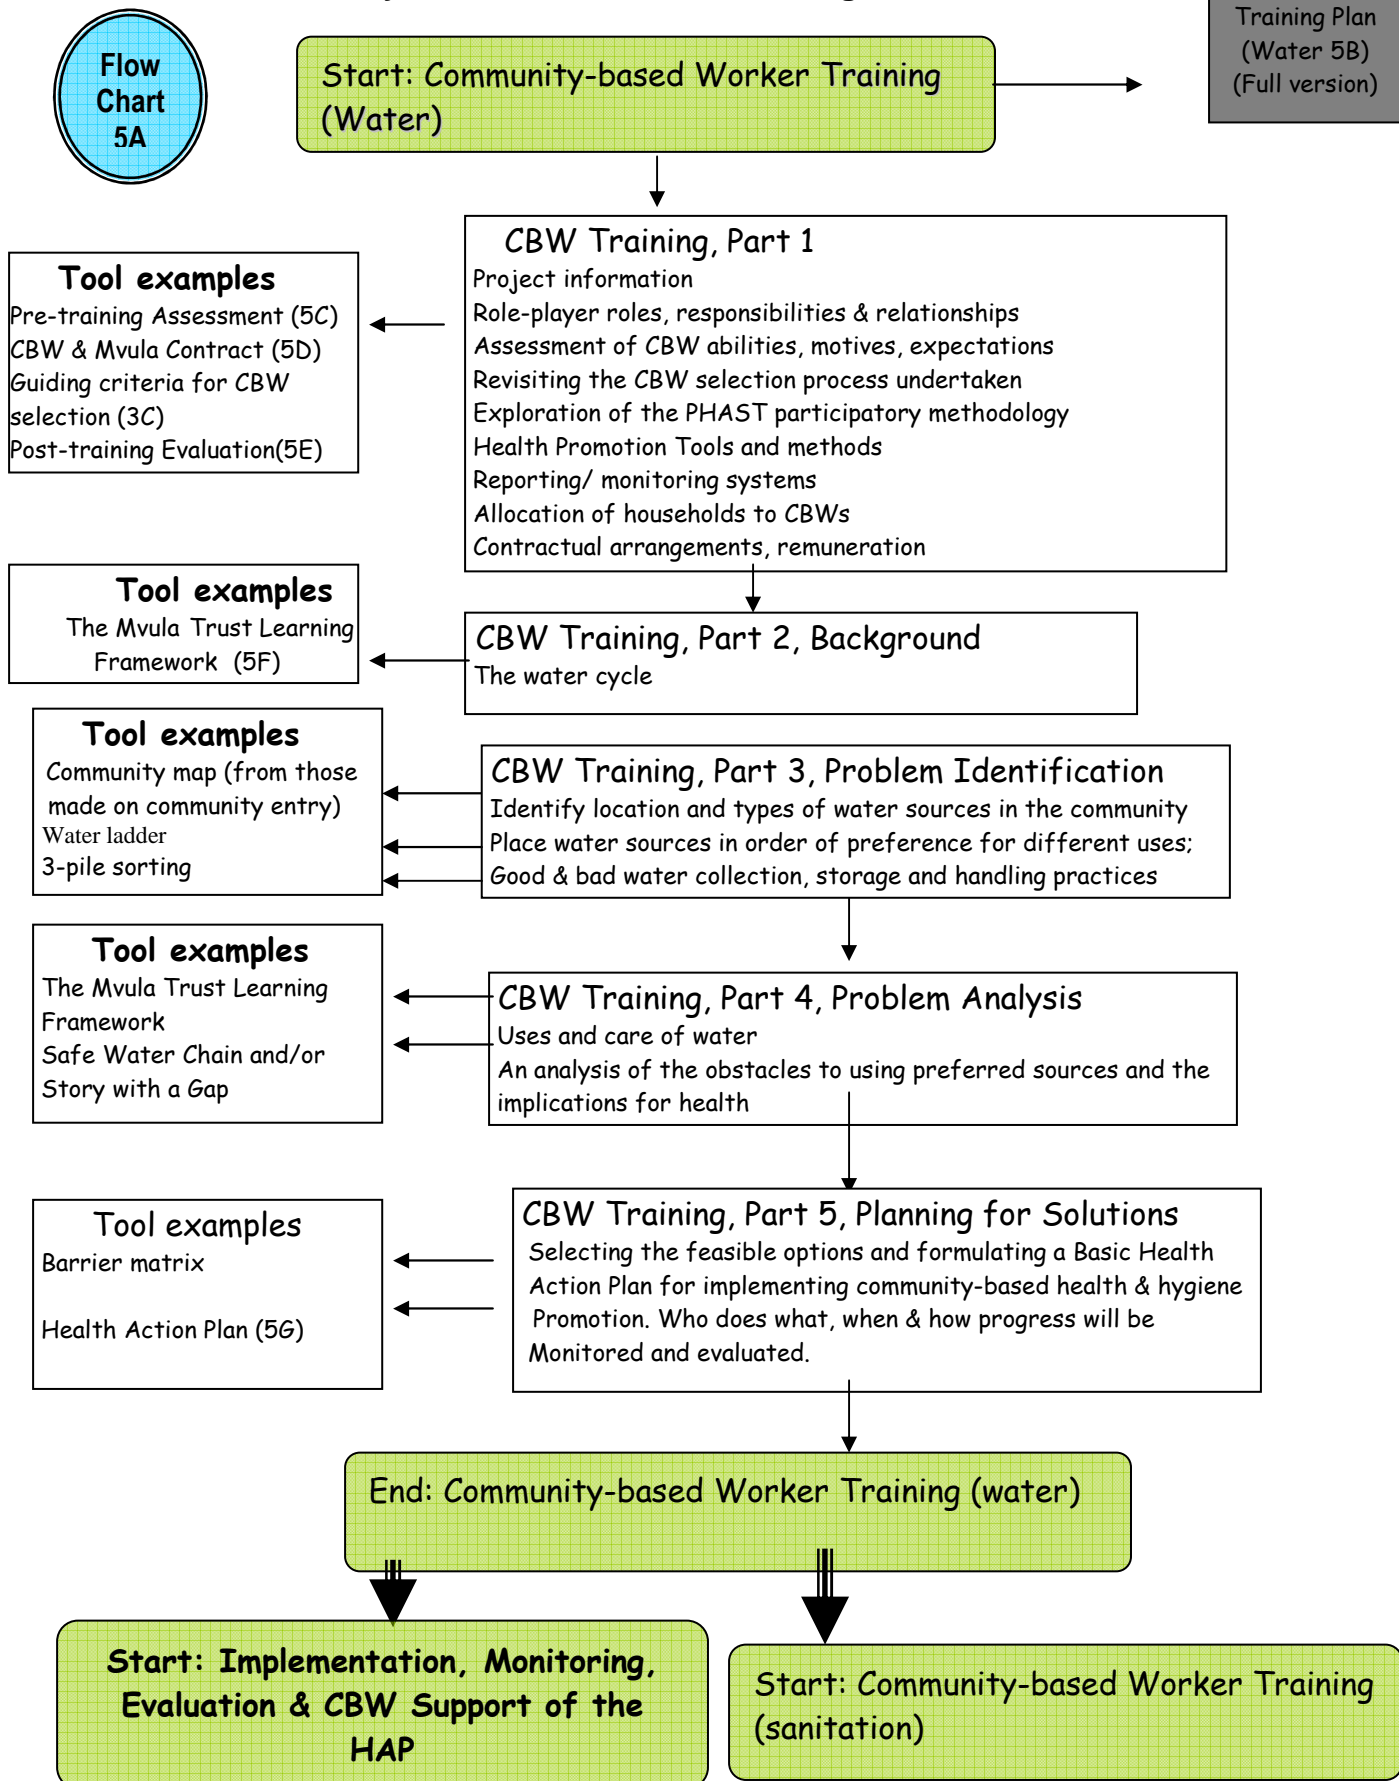 Flow
Chart
5A
Start: Community-based Worker Training
(Water)
Training Plan
(Water 5B)
(Full version)
CBW Training, Part 1
Project information
Role-player roles, responsibilities & relationships
Assessment of CBW abilities, motives, expectations
Revisiting the CBW selection process undertaken
Exploration of the PHAST participatory methodology
Health Promotion Tools and methods
Reporting/ monitoring systems
Allocation of households to CBWs
Contractual arrangements, remuneration
Tool examples
Pre-training Assessment (5C)
CBW & Mvula Contract (5D)
Guiding criteria for CBW
selection (3C)
Post-training Evaluation(5E)
Tool examples
The Mvula Trust Learning
Framework (5F)
CBW Training, Part 2, Background
The water cycle
Tool examples
Community map (from those
made on community entry)
Water ladder
3-pile sorting
CBW Training, Part 3, Problem Identification
Identify location and types of water sources in the community
Place water sources in order of preference for different uses;
Good & bad water collection, storage and handling practices
Tool examples
The Mvula Trust Learning
Framework
Safe Water Chain and/or
Story with a Gap
CBW Training, Part 4, Problem Analysis
Uses and care of water
An analysis of the obstacles to using preferred sources and the
implications for health
Tool examples
Barrier matrix
Health Action Plan (5G)
CBW Training, Part 5, Planning for Solutions
Selecting the feasible options and formulating a Basic Health
Action Plan for implementing community-based health & hygiene
Promotion. Who does what, when & how progress will be
Monitored and evaluated.
End: Community-based Worker Training (water)
Start: Implementation, Monitoring,
Evaluation & CBW Support of the
HAP
Start: Community-based Worker Training
(sanitation)